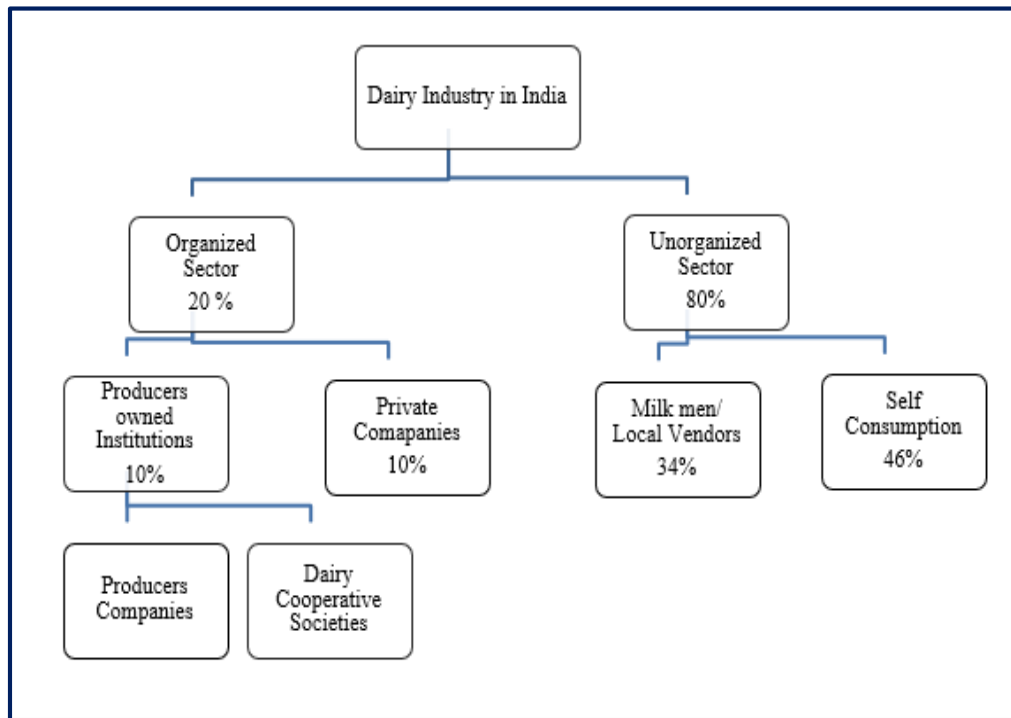 Dairy Industry in India
Organized
Sector
20 %
Unorganized
Sector
80%
Producers
owned
Institutions
10%
Private
Comapanies
10%
Milk men/
Local Vendors
34%
Self
Consumption
46%
Producers
Companies
Dairy
Cooperative
Societies